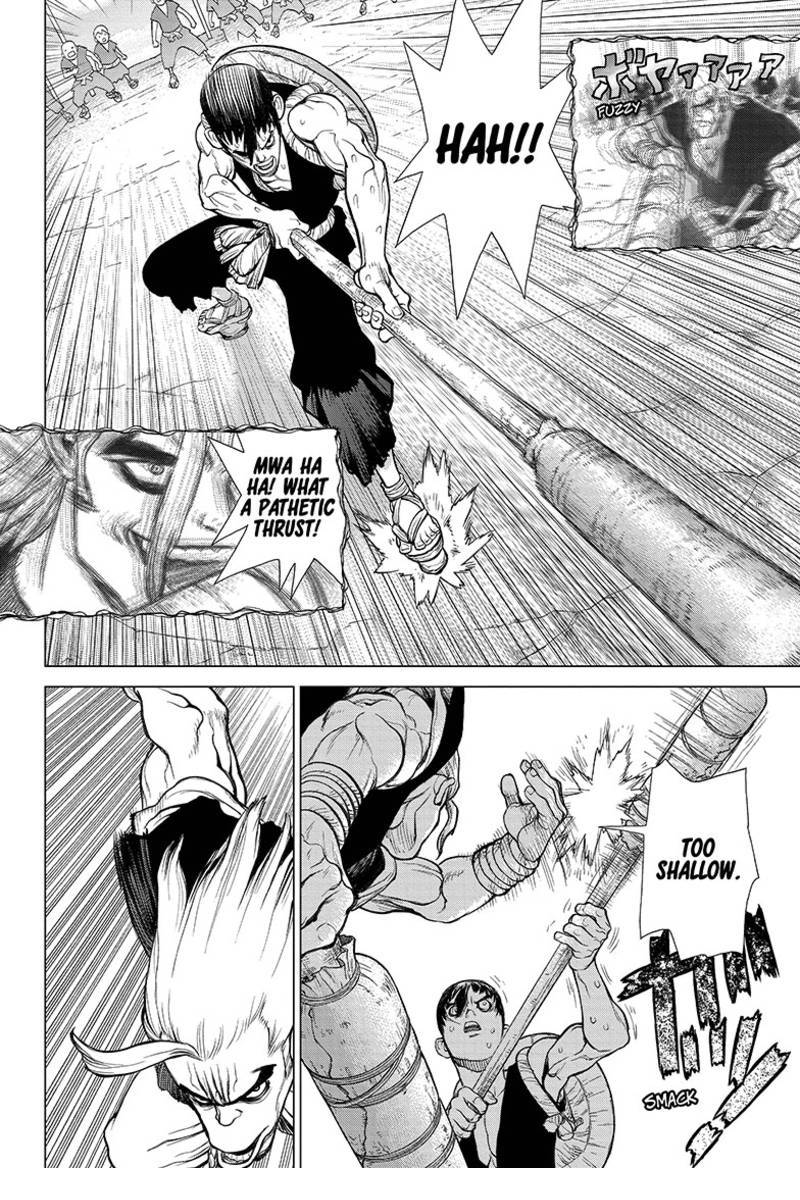 ボヤァァァァ
FUZZY
HAH!!
MWA HA
HA! WHAT
A PATHETIC
THRUST!
TOO
SHALLOW.
SMACK